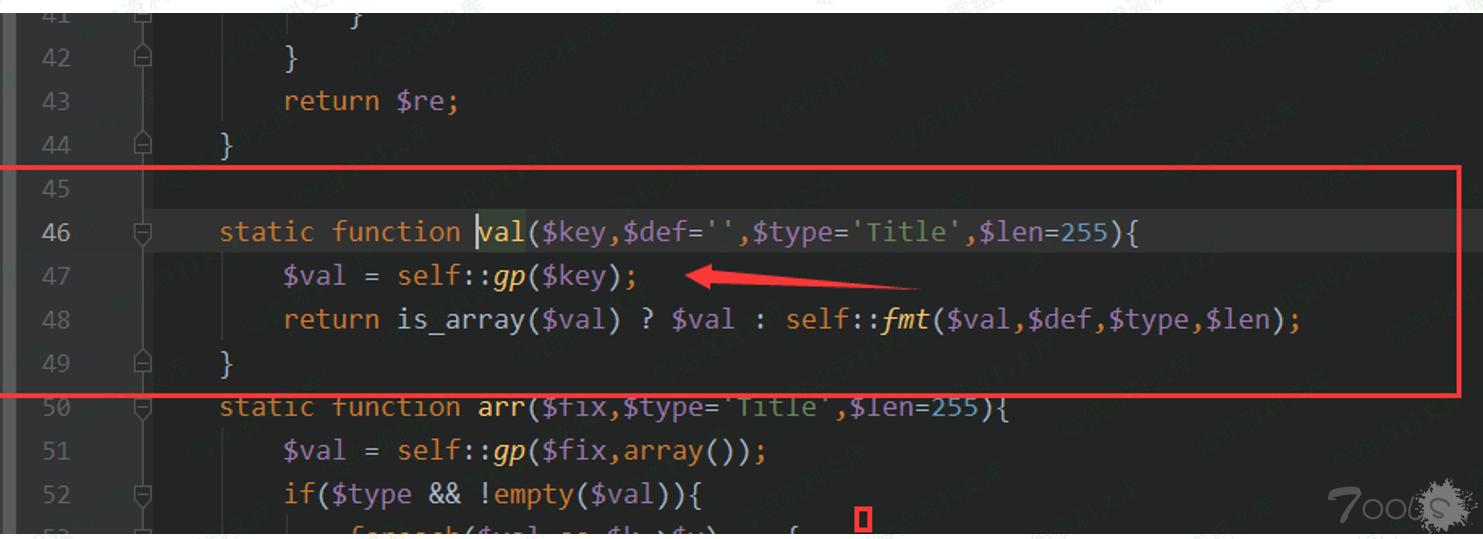 41 }
42 }
43 return $re;
44 }
45
46 static function val($key,$def='',$type='Title',$len=255){
47 $val = self::gp($key);
48 return is_array($val) ? $val : self::fmt($val,$def,$type,$len);
49 }
50 static function arr($fix,$type='Title',$len=255){
51 $val = self::gp($fix,array());
52 if($type && !empty($val)){
7ools